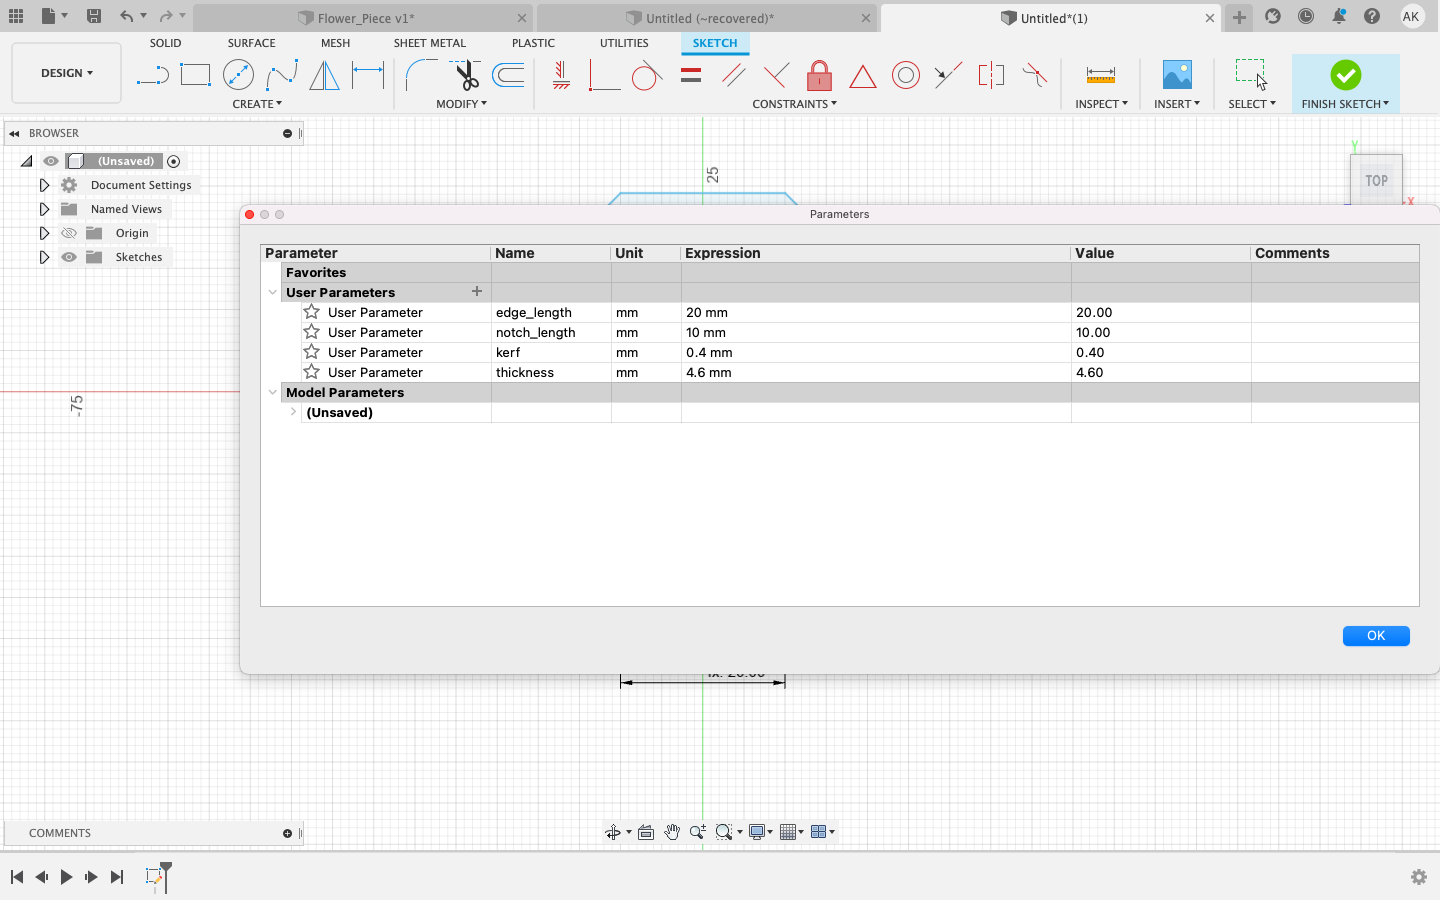 Flower_Piece v1*
Untitled (~recovered)*
Untitled*(1)
AK
DESIGN
SOLID
SURFACE
MESH
SHEET METAL
PLASTIC
UTILITIES
SKETCH
CREATE
MODIFY
CONSTRAINTS
INSPECT
INSERT
SELECT
FINISH SKETCH
BROWSER
(Unsaved)
Document Settings
Named Views
Origin
Sketches
25
-75
Y
TOP
X
Parameters
Parameter Name Unit Expression Value Comments
Favorites
User Parameters
User Parameter edge_length mm 20 mm 20.00
User Parameter notch_length mm 10 mm 10.00
User Parameter kerf mm 0.4 mm 0.40
User Parameter thickness mm 4.6 mm 4.60
Model Parameters
(Unsaved)
OK
fx: 20.00
COMMENTS